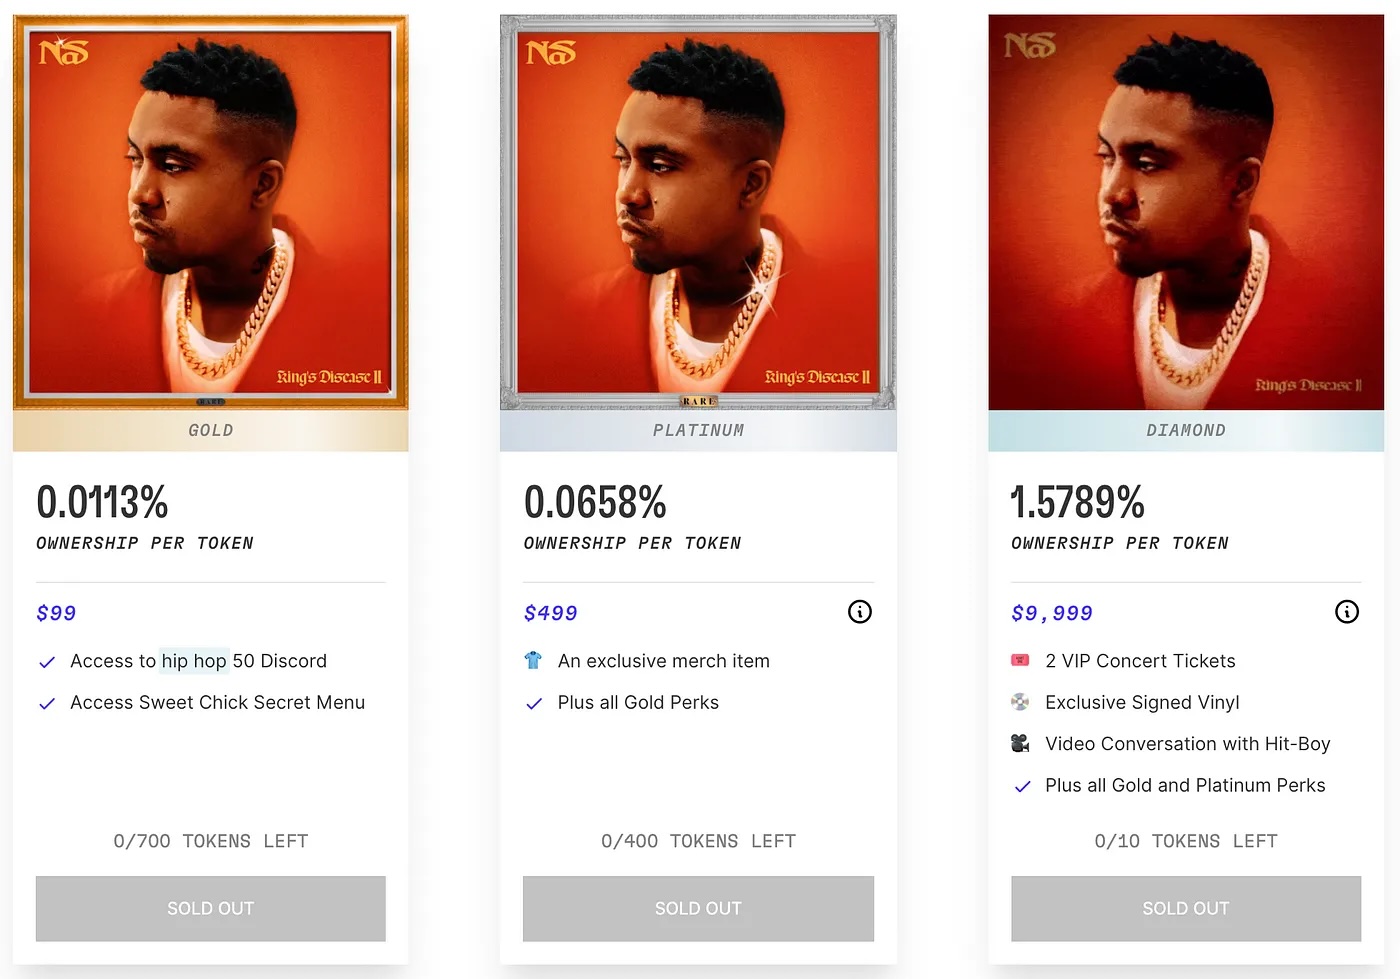 NaS
King's Disease II
RARE
GOLD
0.0113%
OWNERSHIP PER TOKEN
$99
Access to hip hop 50 Discord
Access Sweet Chick Secret Menu
0/700 TOKENS LEFT
SOLD OUT
NaS
King's Disease II
RARE
PLATINUM
0.0658%
OWNERSHIP PER TOKEN
$499
An exclusive merch item
Plus all Gold Perks
0/400 TOKENS LEFT
SOLD OUT
NaS
King's Disease II
DIAMOND
1.5789%
OWNERSHIP PER TOKEN
$9,999
2 VIP Concert Tickets
Exclusive Signed Vinyl
Video Conversation with Hit-Boy
Plus all Gold and Platinum Perks
0/10 TOKENS LEFT
SOLD OUT